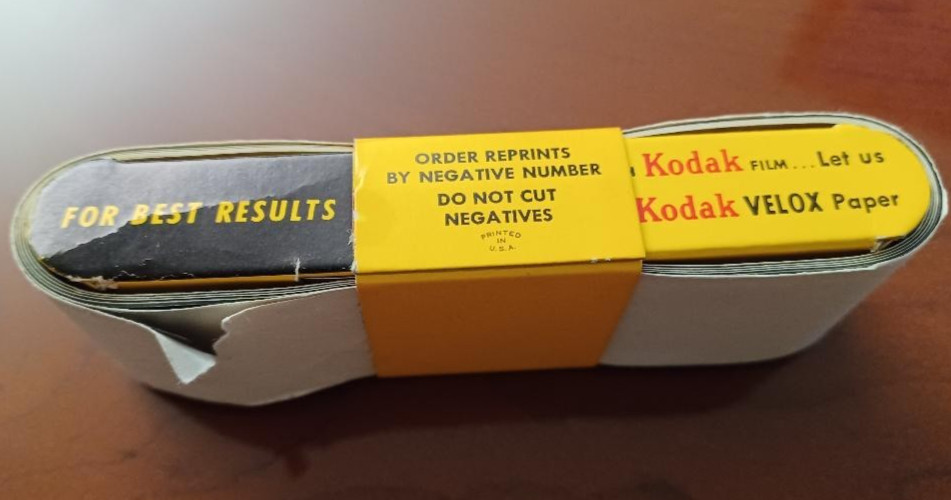 FOR BEST RESULTS
ORDER REPRINTS
BY NEGATIVE NUMBER
DO NOT CUT
NEGATIVES
PRINTED
IN
U.S.A.
Kodak FILM...Let us
Kodak VELOX Paper